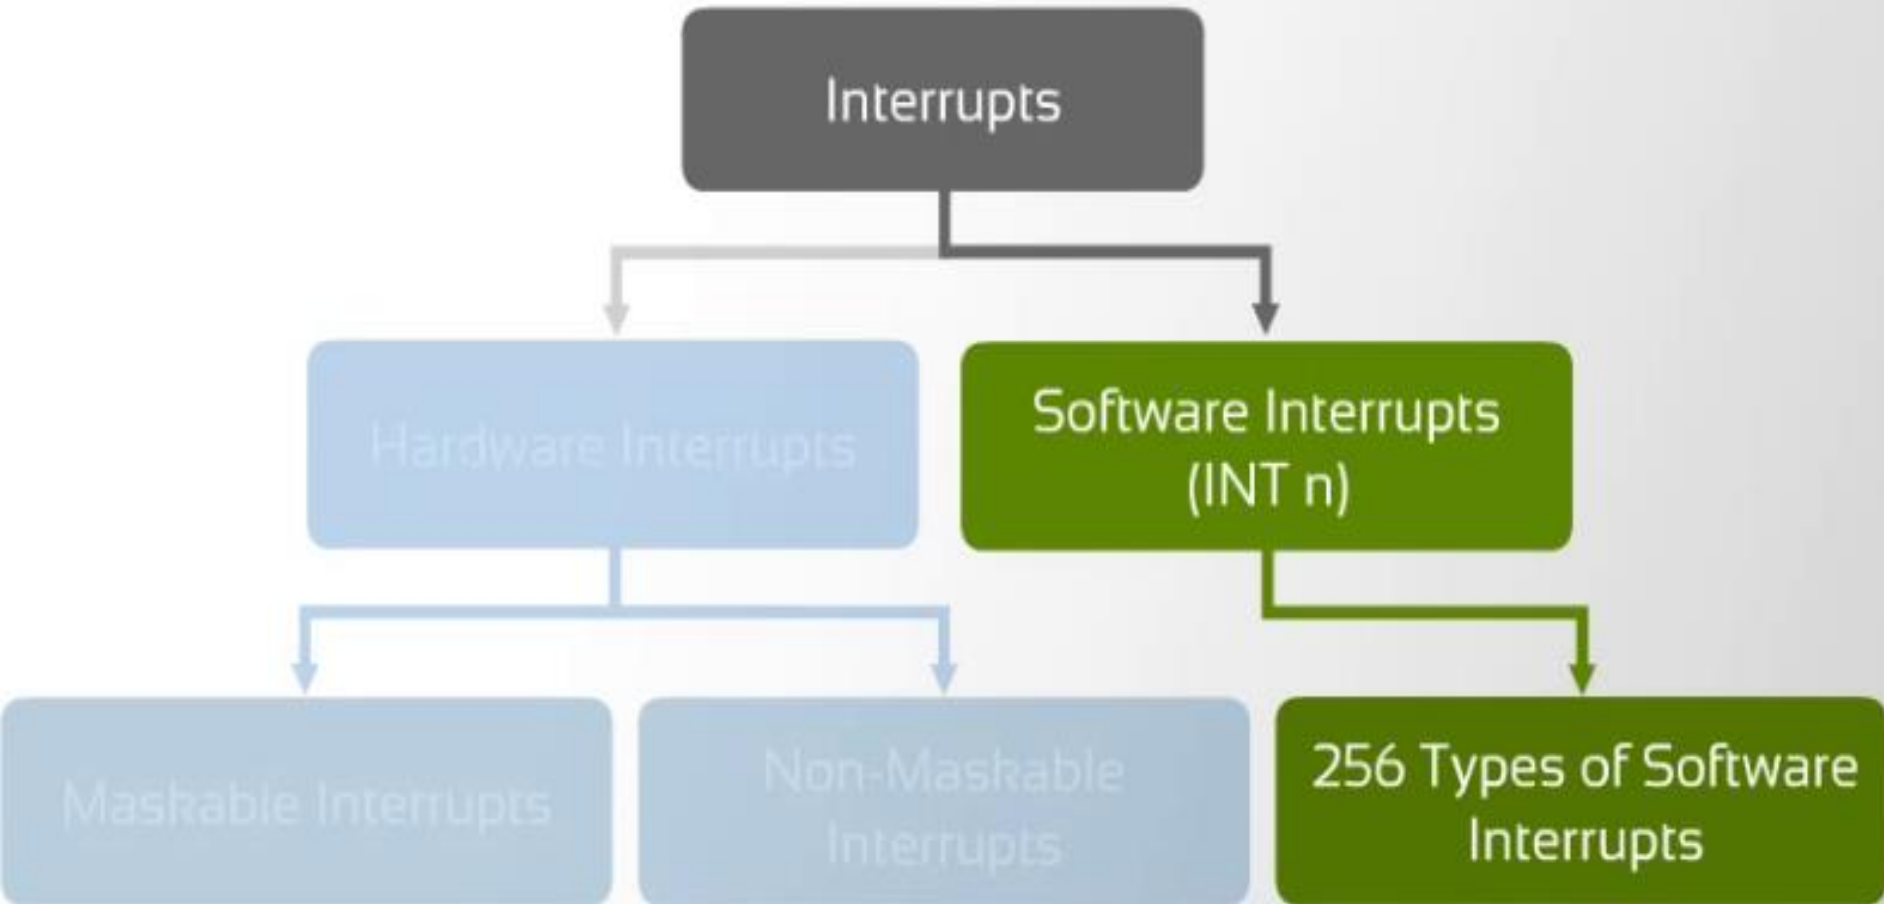 Interrupts
Hardware Interrupts
Software Interrupts
(INT n)
Maskable Interrupts
Non-Maskable
Interrupts
256 Types of Software
Interrupts